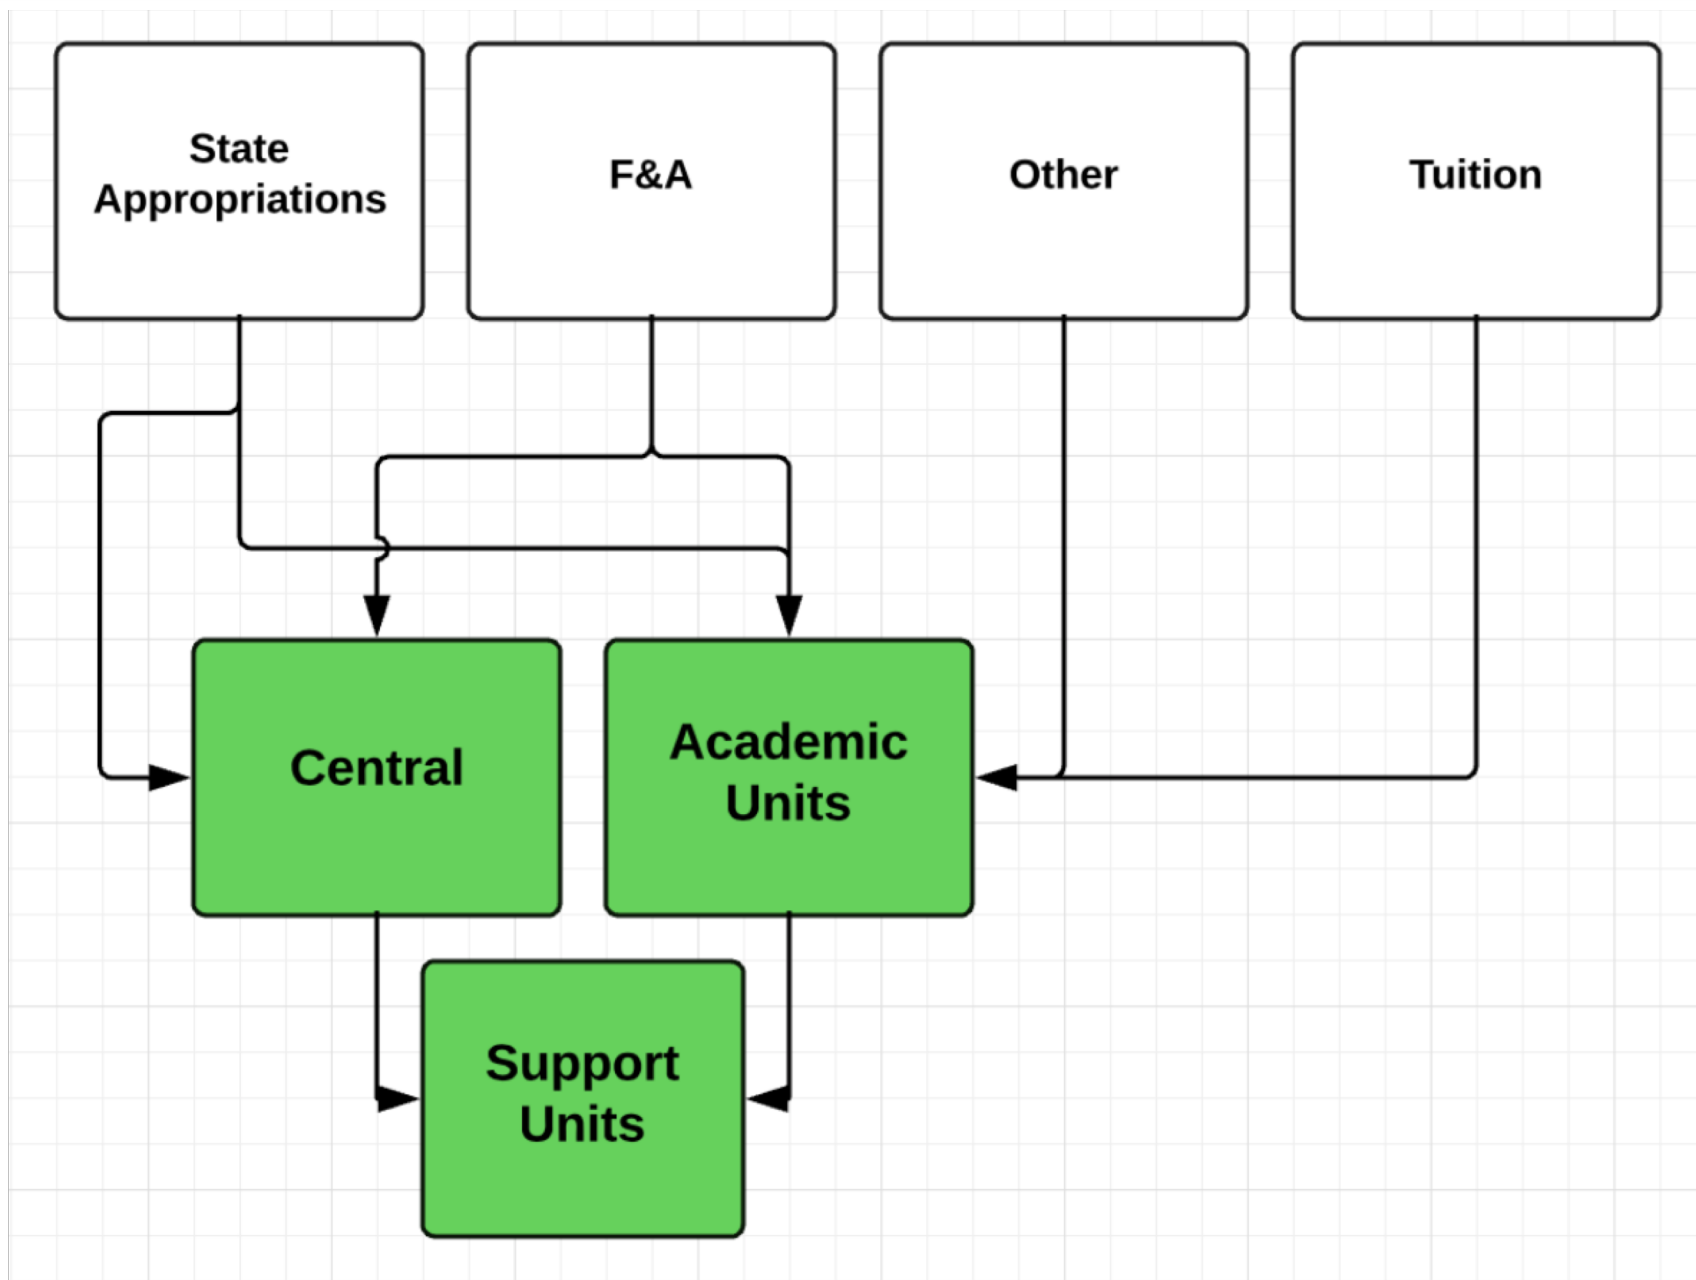 State
Appropriations
F&A
Other
Tuition
Central
Academic
Units
Support
Units